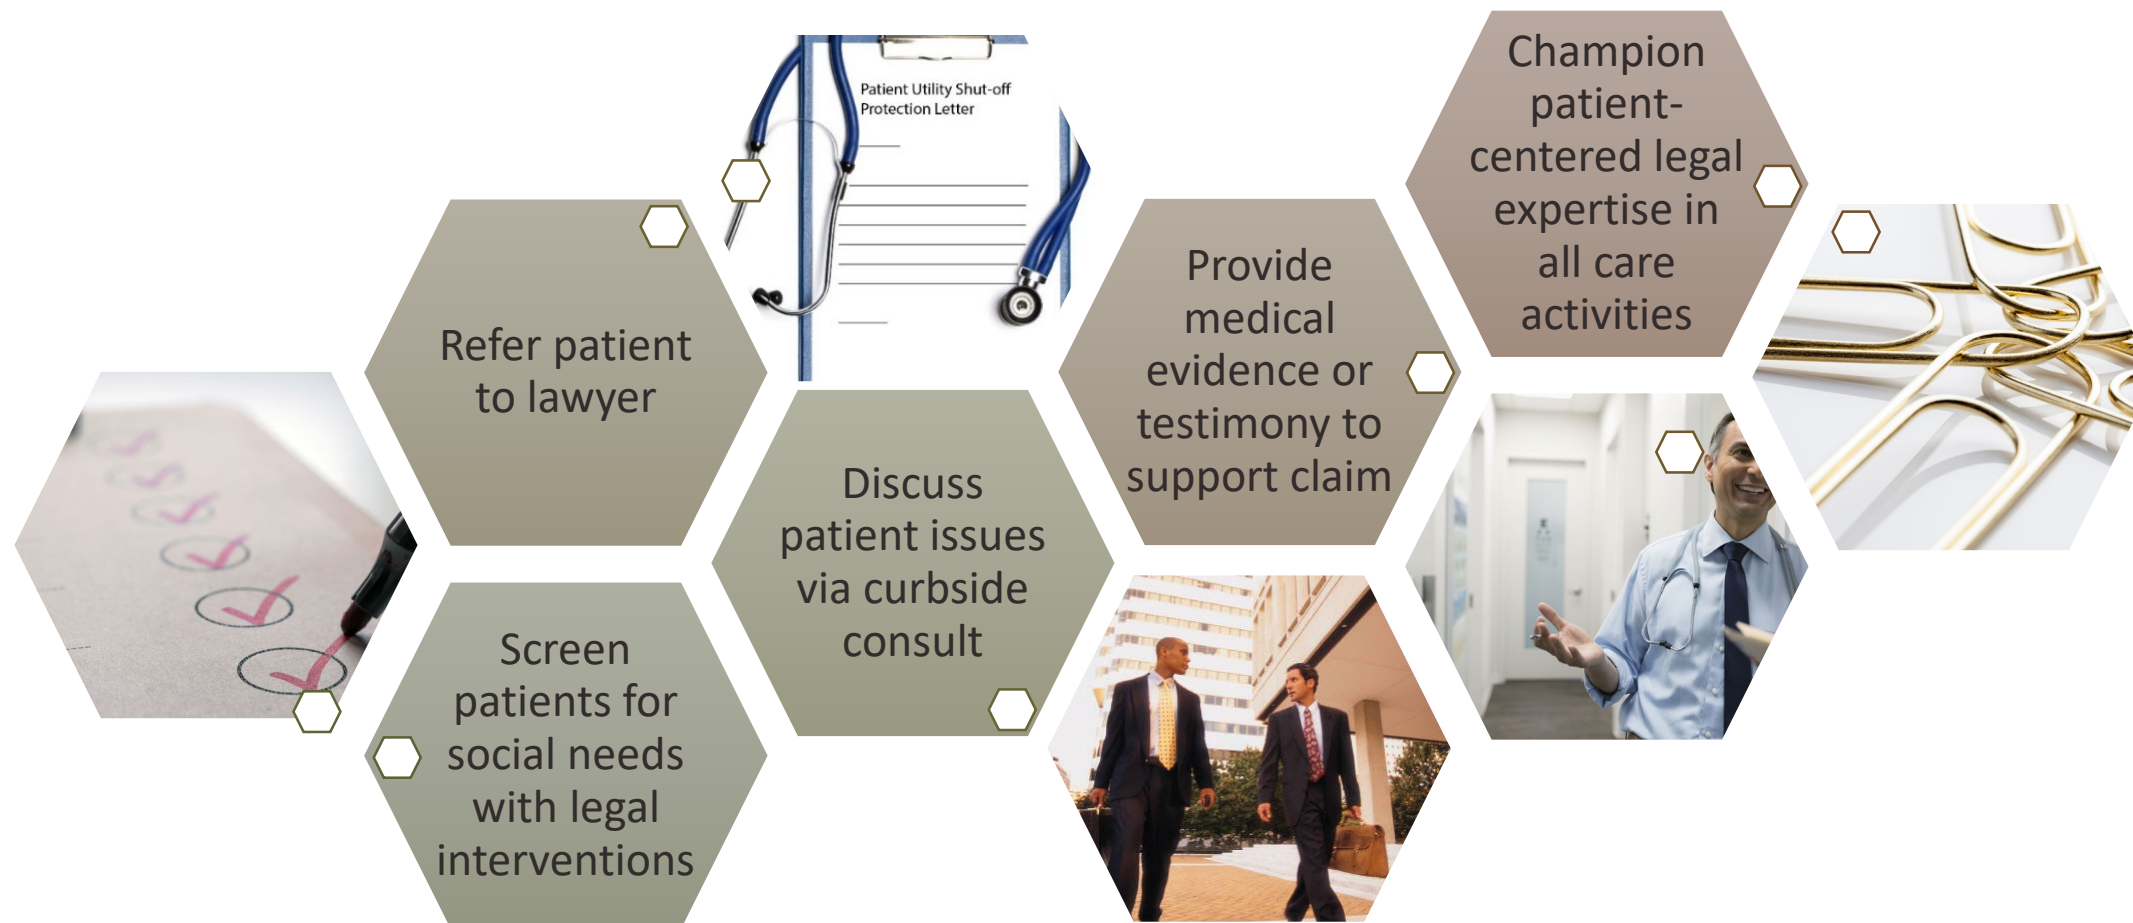 Patient Utility Shut-off
Protection Letter
Champion
patient-
centered legal
expertise in
all care
activities
Refer patient
to lawyer
Provide
medical
evidence or
testimony to
support claim
Discuss
patient issues
via curbside
consult
Screen
patients for
social needs
with legal
interventions